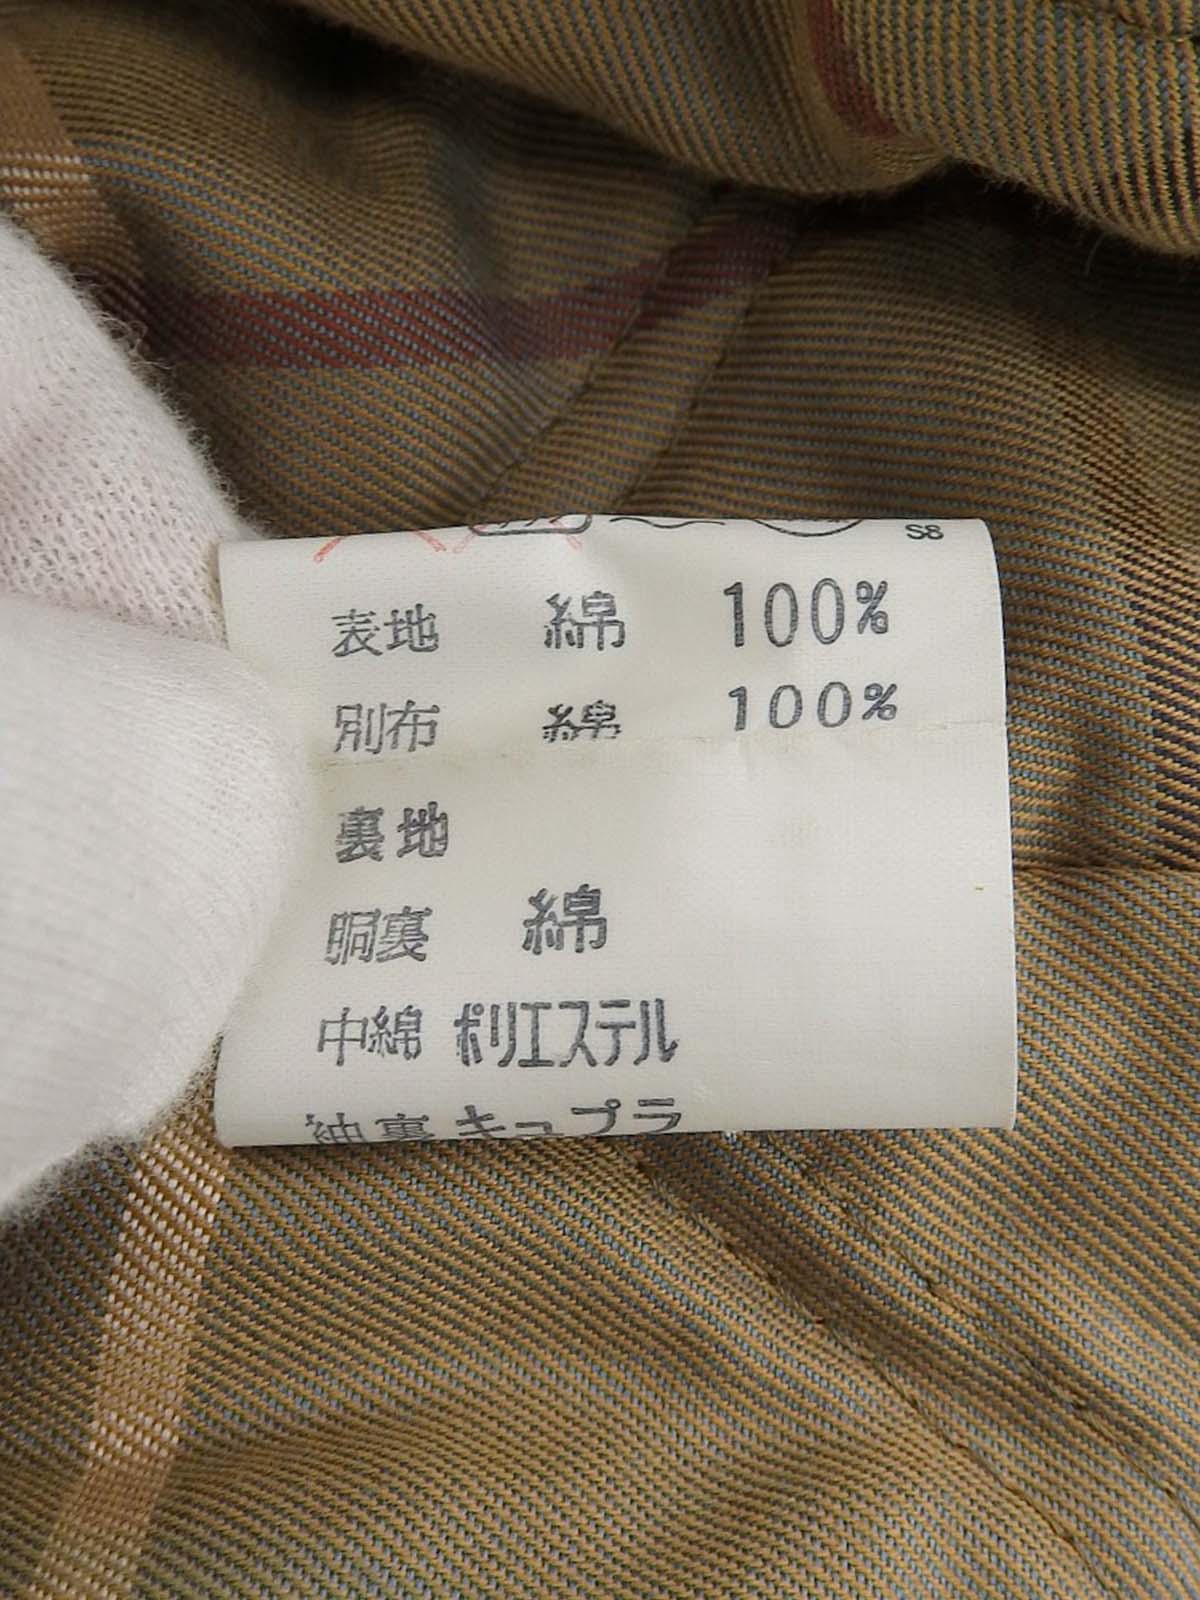 S8
表地 綿 100%
別布 綿 100%
裏地
胴裏 綿
中綿 ポリエステル
袖裏 キュプラ